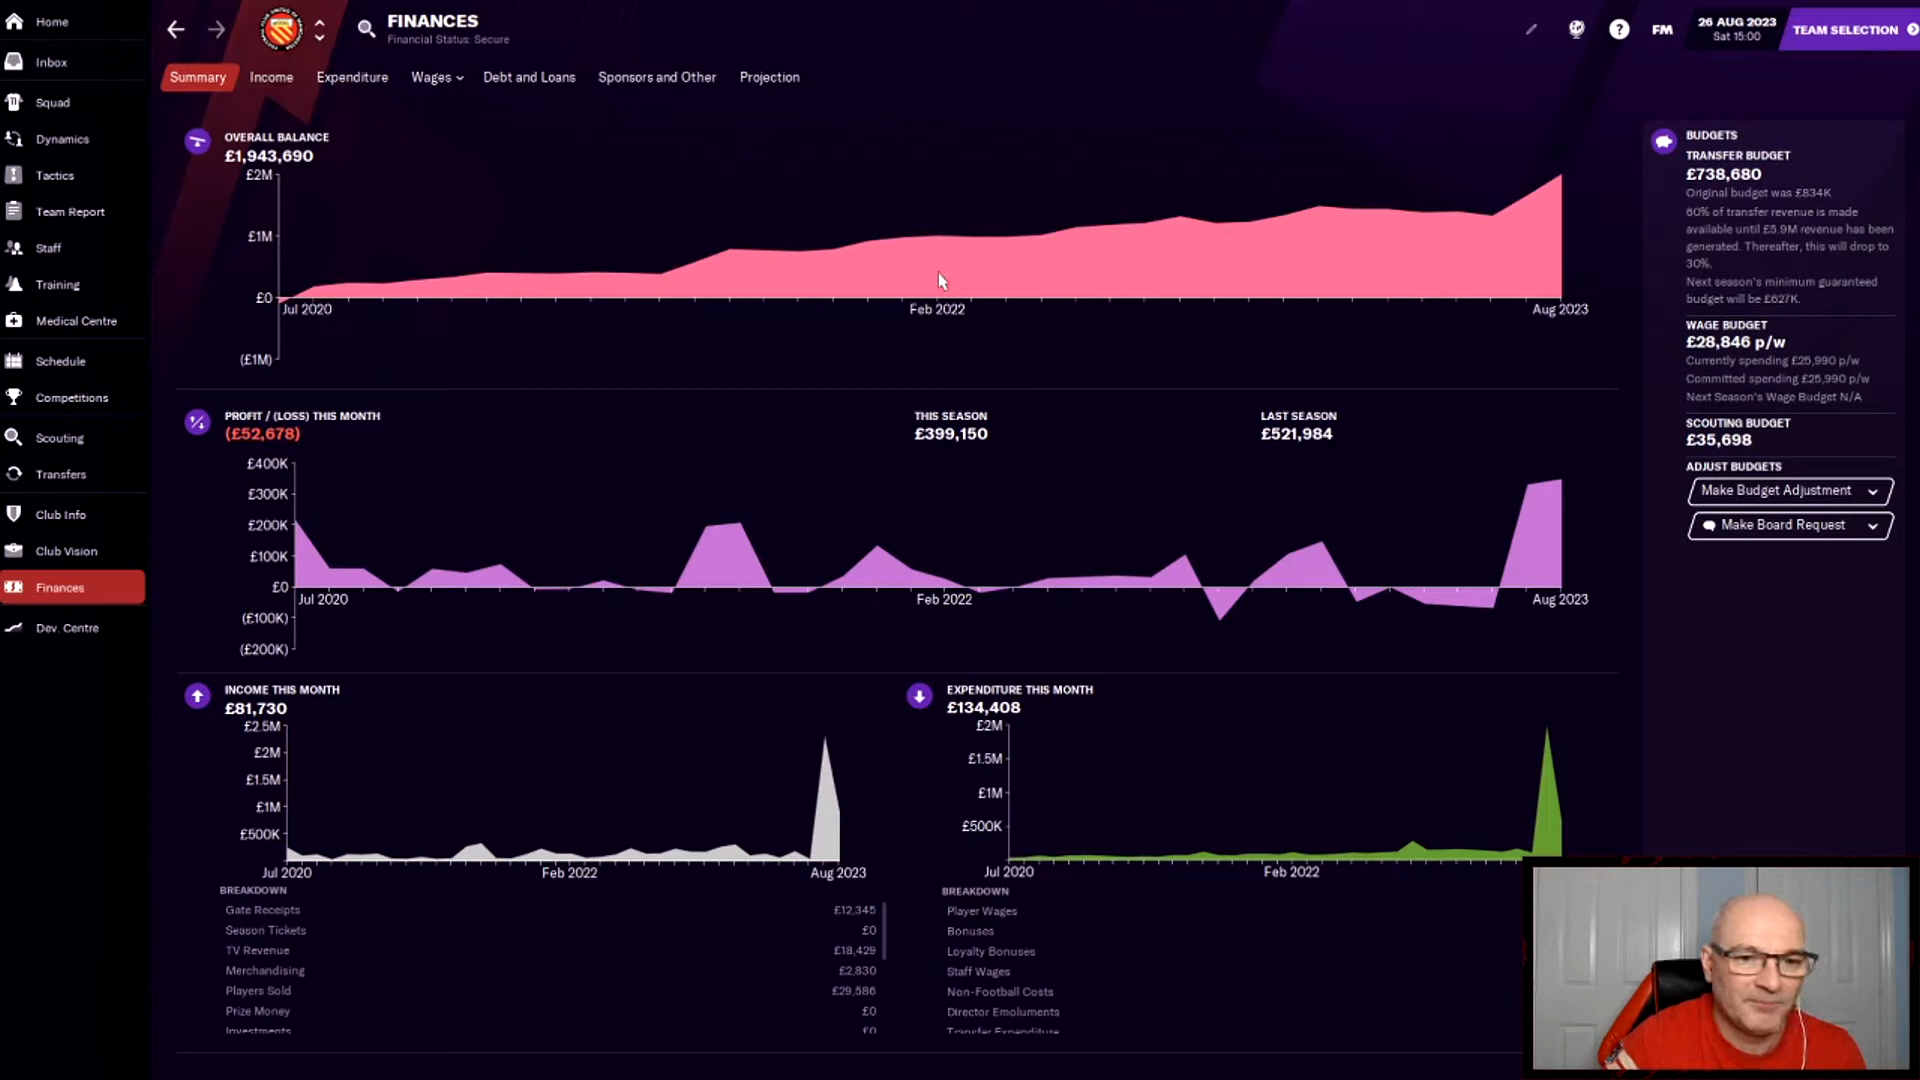 Home
Inbox
Squad
Dynamics
Tactics
Team Report
Staff
Training
Medical Centre
Schedule
Competitions
Scouting
Transfers
Club Info
Club Vision
Finances
Dev. Centre
FINANCES
Financial Status: Secure
FM
26 AUG 2023
Sat 15:00
TEAM SELECTION
Summary
Income
Expenditure
Wages
Debt and Loans
Sponsors and Other
Projection
OVERALL BALANCE
£1,943,690
£2M
£1M
£0
(£1M)
Jul 2020
Feb 2022
Aug 2023
PROFIT / (LOSS) THIS MONTH
(£52,678)
THIS SEASON
£399,150
LAST SEASON
£521,984
£400K
£300K
£200K
£100K
£0
(£100K)
(£200K)
Jul 2020
Feb 2022
Aug 2023
INCOME THIS MONTH
£81,730
£2.5M
£2M
£1.5M
£1M
£500K
Jul 2020
Feb 2022
Aug 2023
BREAKDOWN
Gate Receipts £12,345
Season Tickets £0
TV Revenue £18,429
Merchandising £2,830
Players Sold £29,586
Prize Money £0
Investments £0
EXPENDITURE THIS MONTH
£134,408
£2M
£1.5M
£1M
£500K
Jul 2020
Feb 2022
BREAKDOWN
Player Wages
Bonuses
Loyalty Bonuses
Staff Wages
Non-Football Costs
Director Emoluments
Transfer Expenditure
BUDGETS
TRANSFER BUDGET
£738,680
Original budget was £834K
60% of transfer revenue is made
available until £5.9M revenue has been
generated. Thereafter, this will drop to
30%.
Next season's minimum guaranteed
budget will be £627K.
WAGE BUDGET
£28,846 p/w
Currently spending £25,990 p/w
Committed spending £25,990 p/w
Next Season's Wage Budget N/A
SCOUTING BUDGET
£35,698
ADJUST BUDGETS
Make Budget Adjustment
Make Board Request